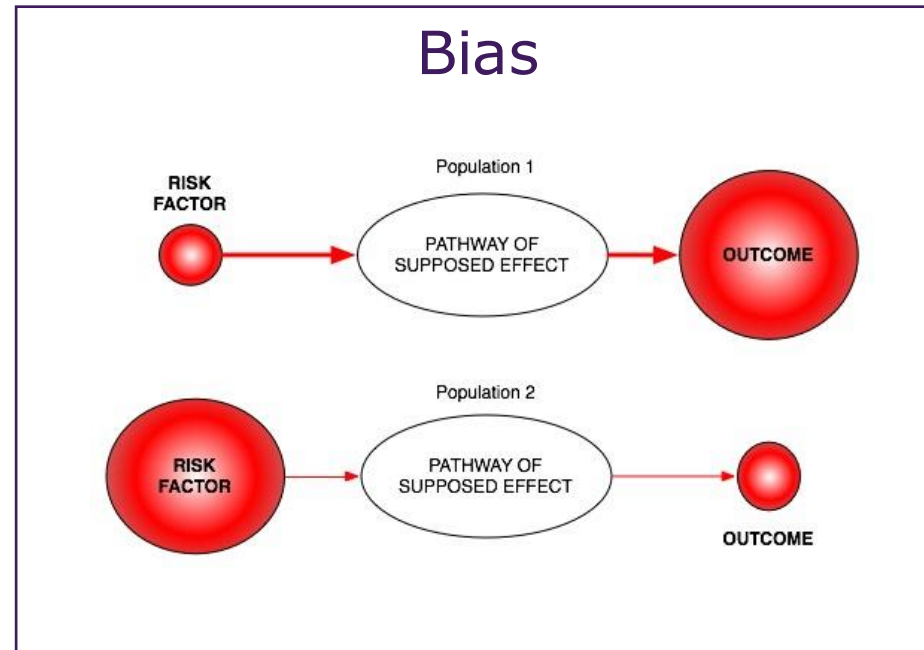 Bias
Population 1
RISK
FACTOR
PATHWAY OF
SUPPOSED EFFECT
OUTCOME
Population 2
RISK
FACTOR
PATHWAY OF
SUPPOSED EFFECT
OUTCOME